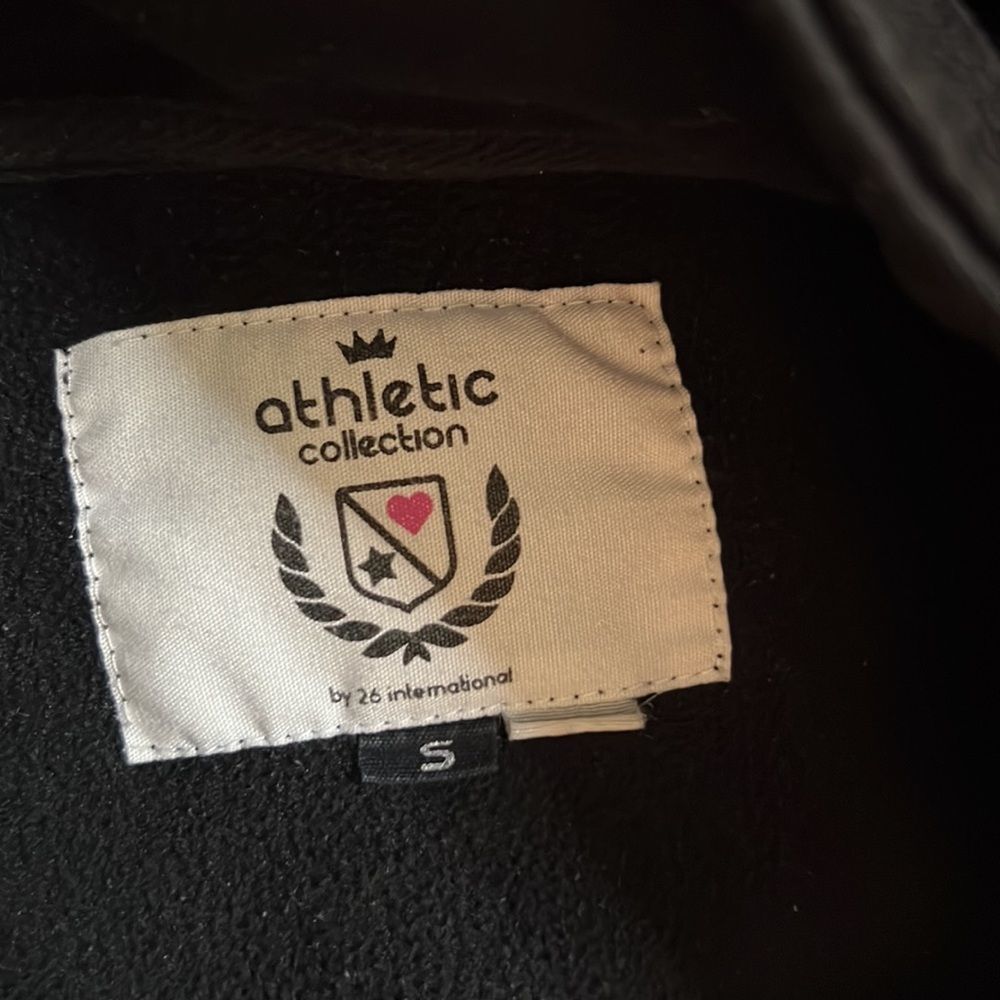 athletic
collection
by 26 international
S